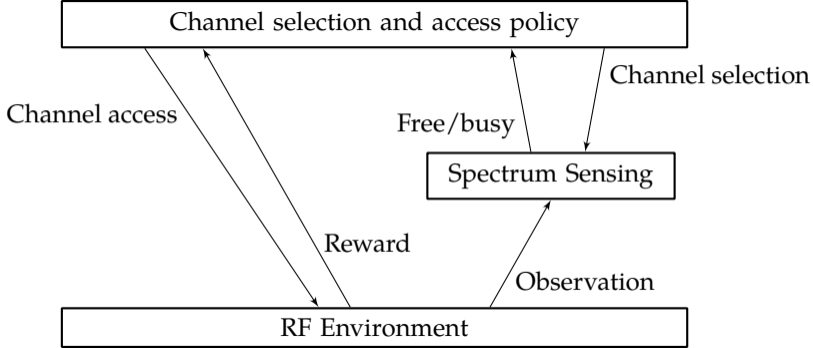 Channel selection and access policy
Channel selection
Channel access
Free/busy
Spectrum Sensing
Reward
Observation
RF Environment